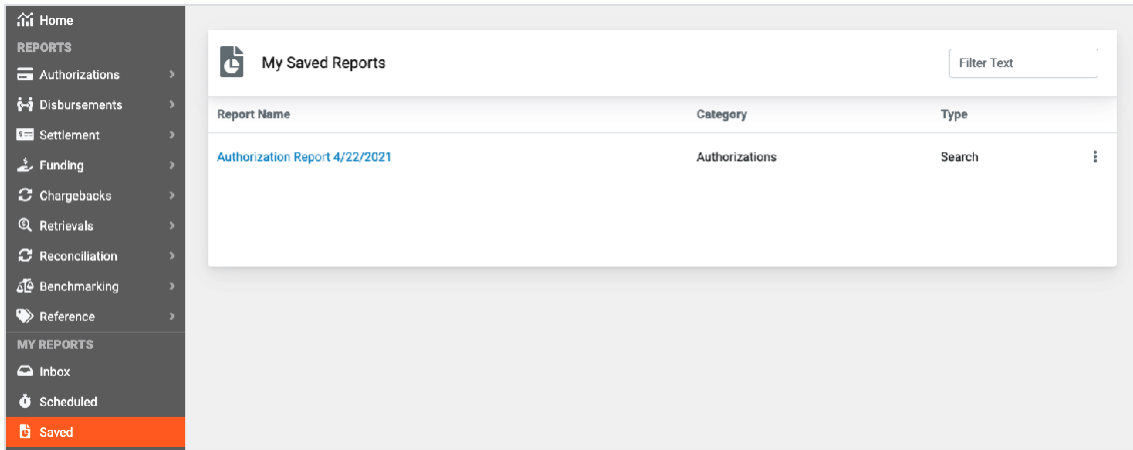 Home
REPORTS
Authorizations
Disbursements
Settlement
Funding
Chargebacks
Retrievals
Reconciliation
Benchmarking
Reference
MY REPORTS
Inbox
Scheduled
Saved
My Saved Reports
Filter Text
Report Name Category Type
Authorization Report 4/22/2021 Authorizations Search